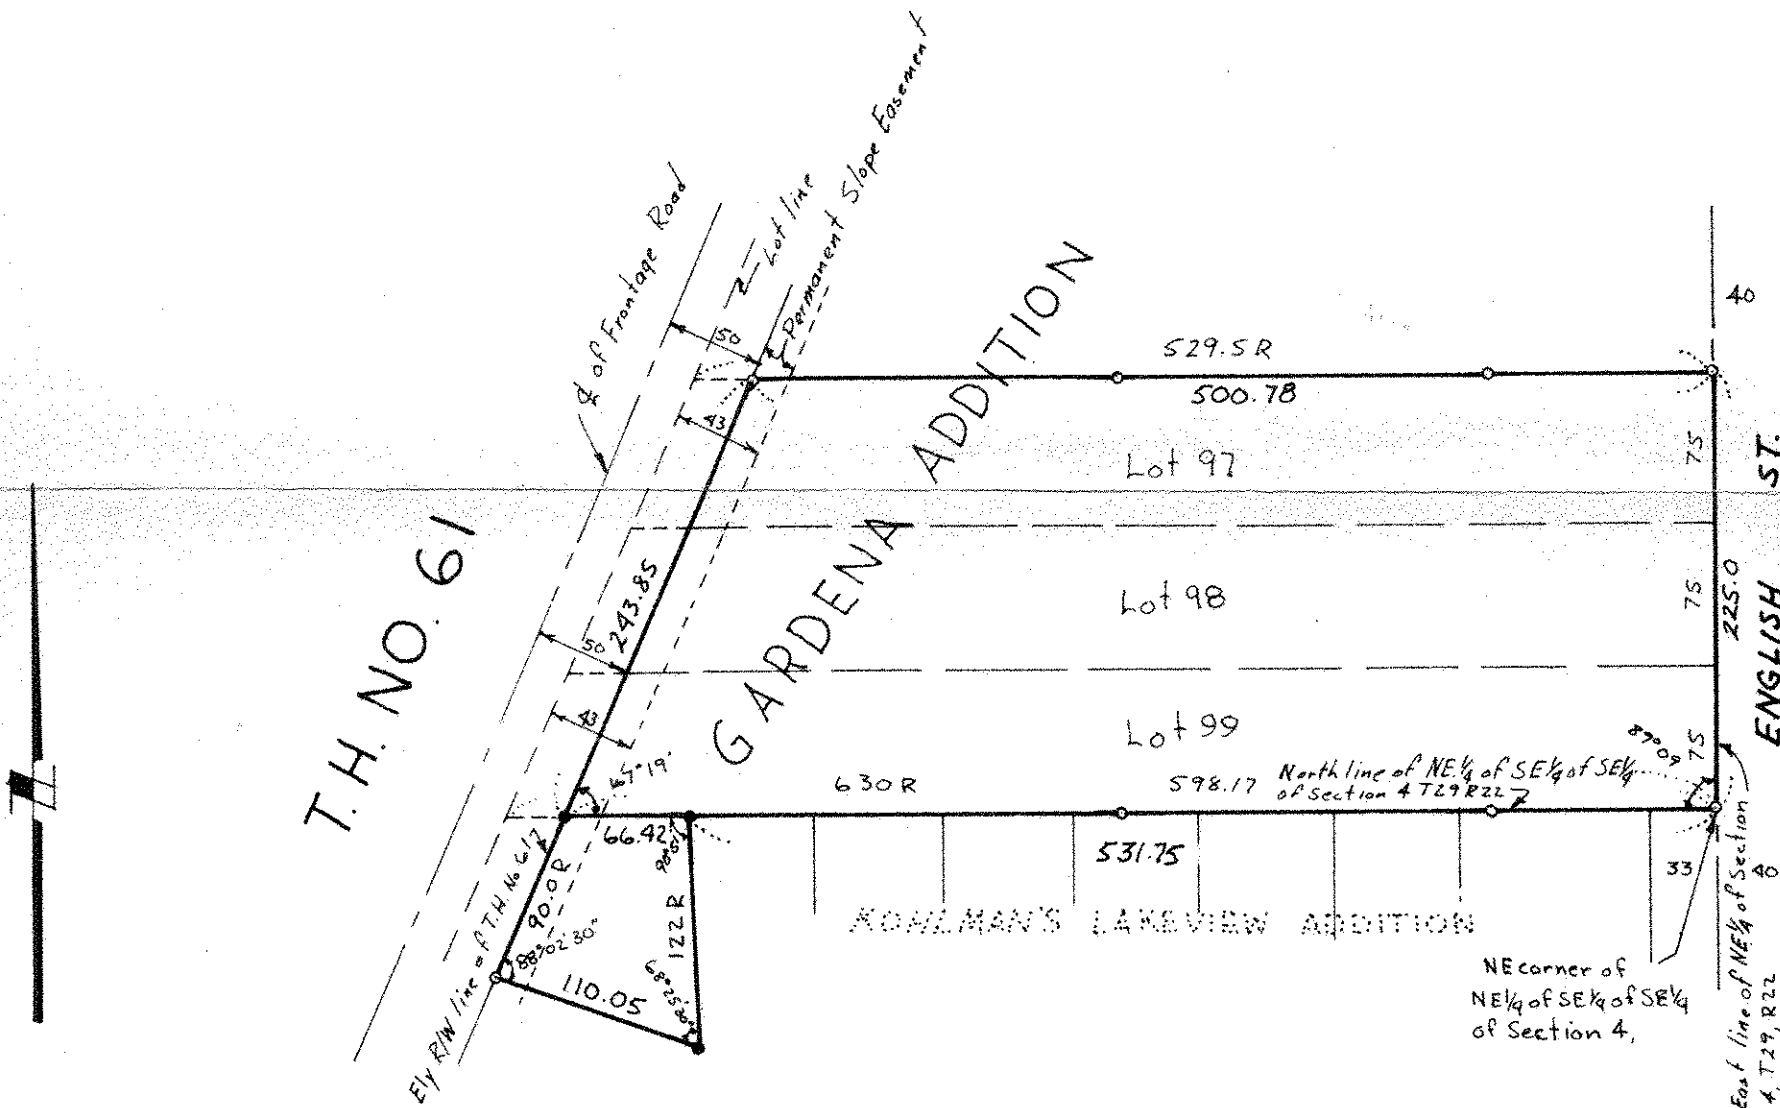 T.H. NO. 61
℄ of Frontage Road
Lot line
Permanent Slope Easement
50
43
529.5 R
500.78
40
GARDENA ADDITION
Lot 97
75
ENGLISH ST.
243.85
Lot 98
75
225.0
50
43
Lot 99
75
67°19'
87°09'
630 R
598.17
North line of NE¼ of SE¼ of SE¼
of Section 4 T29 R22
66.42
531.75
33
40
Ely R/W line of T.H. No 61
90.0 R
122 R
88°02'30"
110.05
68°25'
KOHLMAN'S LAKEVIEW ADDITION
NE corner of
NE¼ of SE¼ of SE¼
of Section 4,
East line of NE¼ of Section
4, T29, R22